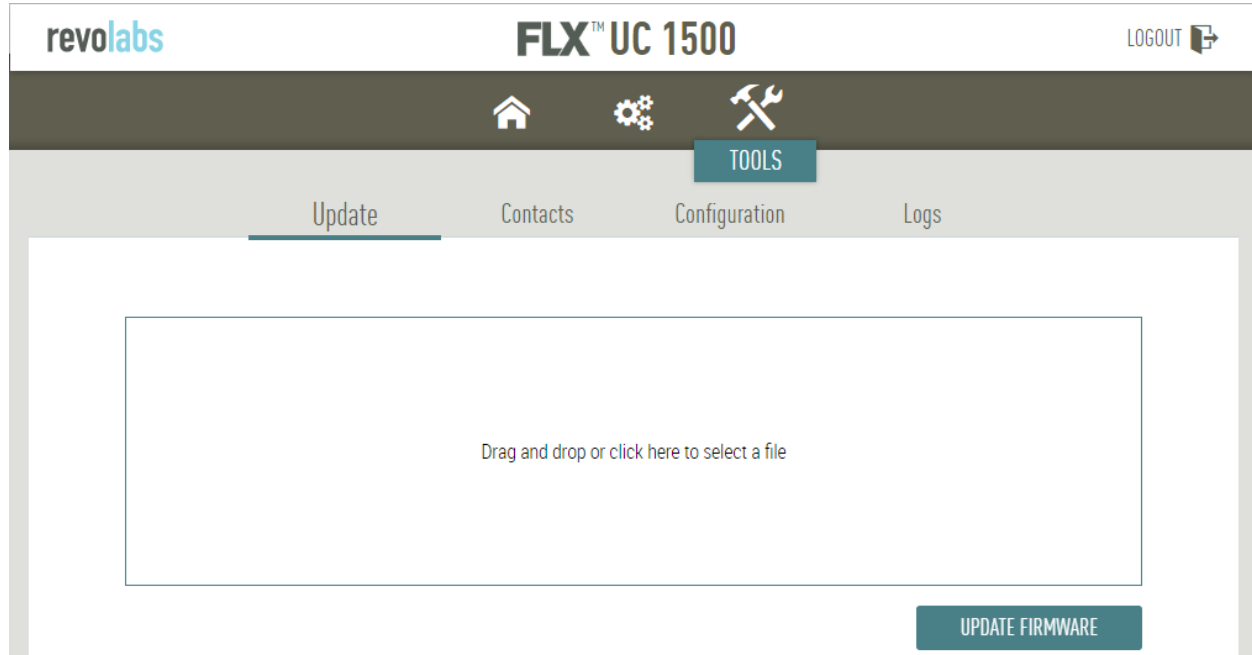 revolabs
FLX™ UC 1500
LOGOUT
TOOLS
Update Contacts Configuration Logs
Drag and drop or click here to select a file
UPDATE FIRMWARE